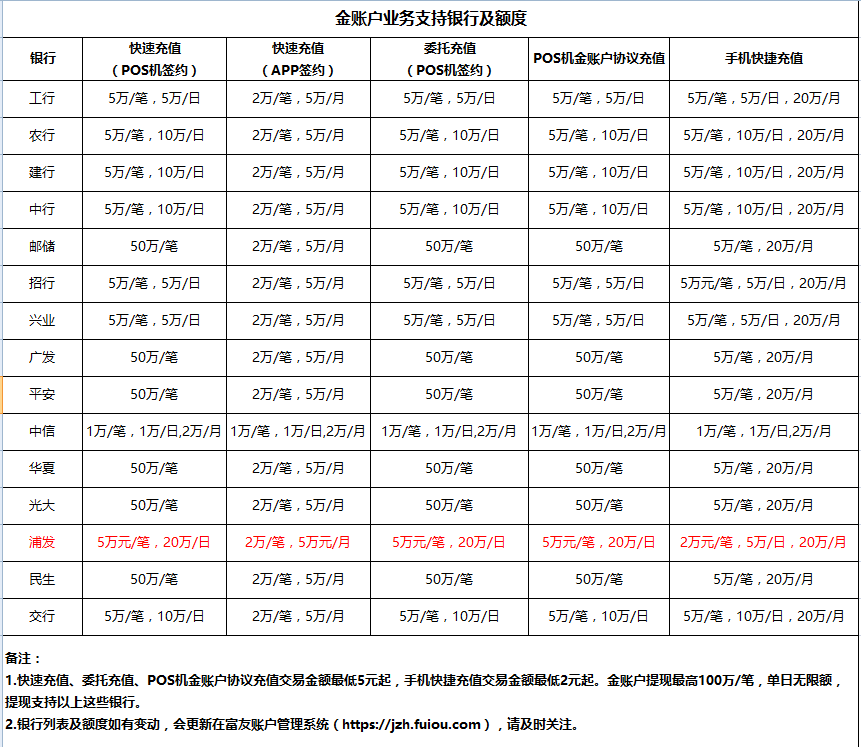 金账户业务支持银行及额度
银行 快速充值（POS机签约） 快速充值（APP签约） 委托充值（POS机签约） POS机金账户协议充值 手机快捷充值
工行 5万/笔，5万/日 2万/笔，5万/月 5万/笔，5万/日 5万/笔，5万/日 5万/笔，5万/日，20万/月
农行 5万/笔，10万/日 2万/笔，5万/月 5万/笔，10万/日 5万/笔，10万/日 5万/笔，10万/日，20万/月
建行 5万/笔，10万/日 2万/笔，5万/月 5万/笔，10万/日 5万/笔，10万/日 5万/笔，10万/日，20万/月
中行 5万/笔，10万/日 2万/笔，5万/月 5万/笔，10万/日 5万/笔，10万/日 5万/笔，10万/日，20万/月
邮储 50万/笔 2万/笔，5万/月 50万/笔 50万/笔 5万/笔，20万/月
招行 5万/笔，5万/日 2万/笔，5万/月 5万/笔，5万/日 5万/笔，5万/日 5万元/笔，5万/日，20万/月
兴业 5万/笔，5万/日 2万/笔，5万/月 5万/笔，5万/日 5万/笔，5万/日 5万/笔，5万/日，20万/月
广发 50万/笔 2万/笔，5万/月 50万/笔 50万/笔 5万/笔，20万/月
平安 50万/笔 2万/笔，5万/月 50万/笔 50万/笔 5万/笔，20万/月
中信 1万/笔，1万/日,2万/月 1万/笔，1万/日,2万/月 1万/笔，1万/日,2万/月 1万/笔，1万/日,2万/月 1万/笔，1万/日,2万/月
华夏 50万/笔 2万/笔，5万/月 50万/笔 50万/笔 5万/笔，20万/月
光大 50万/笔 2万/笔，5万/月 50万/笔 50万/笔 5万/笔，20万/月
浦发 5万元/笔，20万/日 2万/笔，5万元/月 5万元/笔，20万/日 5万元/笔，20万/日 2万元/笔，5万/日，20万/月
民生 50万/笔 2万/笔，5万/月 50万/笔 50万/笔 5万/笔，20万/月
交行 5万/笔，10万/日 2万/笔，5万/月 5万/笔，10万/日 5万/笔，10万/日 5万/笔，10万/日，20万/月
备注：
1.快速充值、委托充值、POS机金账户协议充值交易金额最低5元起，手机快捷充值交易金额最低2元起。金账户提现最高100万/笔，单日无限额，
提现支持以上这些银行。
2.银行列表及额度如有变动，会更新在富友账户管理系统（https://jzh.fuiou.com），请及时关注。